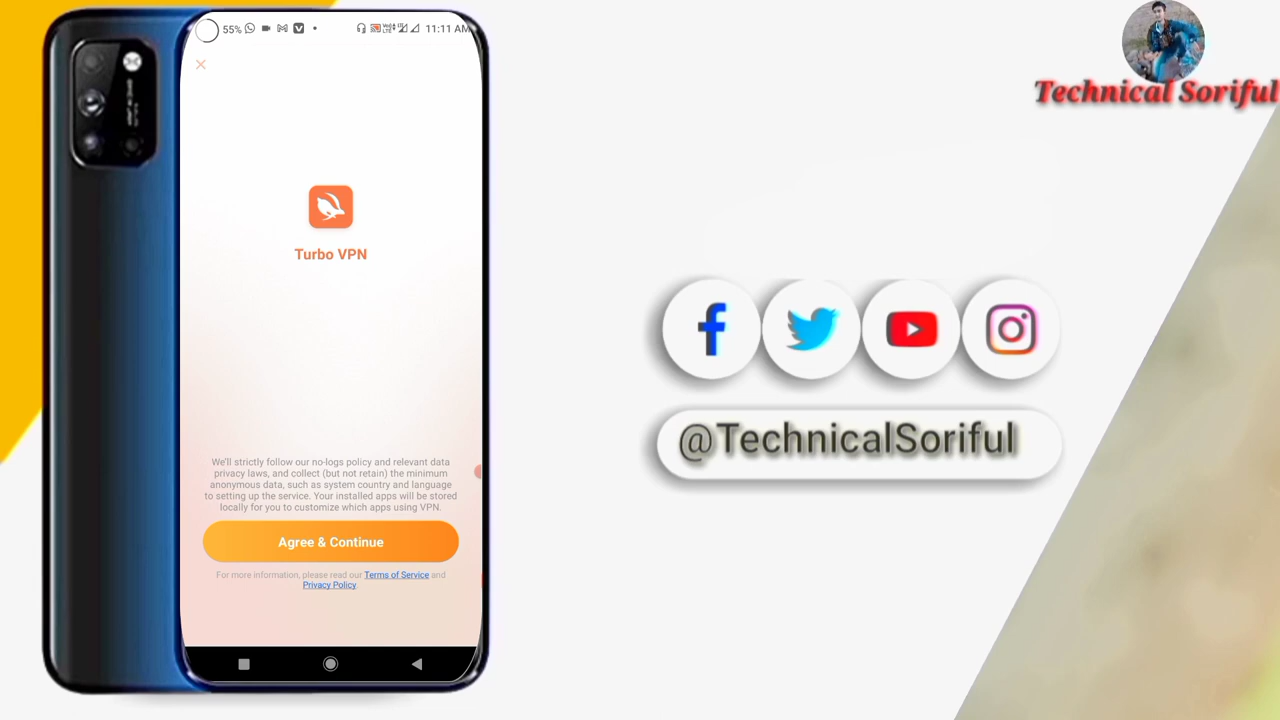 55%
11:11 AM
Technical Soriful
Turbo VPN
@TechnicalSoriful
We'll strictly follow our no-logs policy and relevant data
privacy laws, and collect (but not retain) the minimum
anonymous data, such as system country and language
to setting up the service. Your installed apps will be stored
locally for you to customize which apps using VPN.
Agree & Continue
For more information, please read our Terms of Service and
Privacy Policy